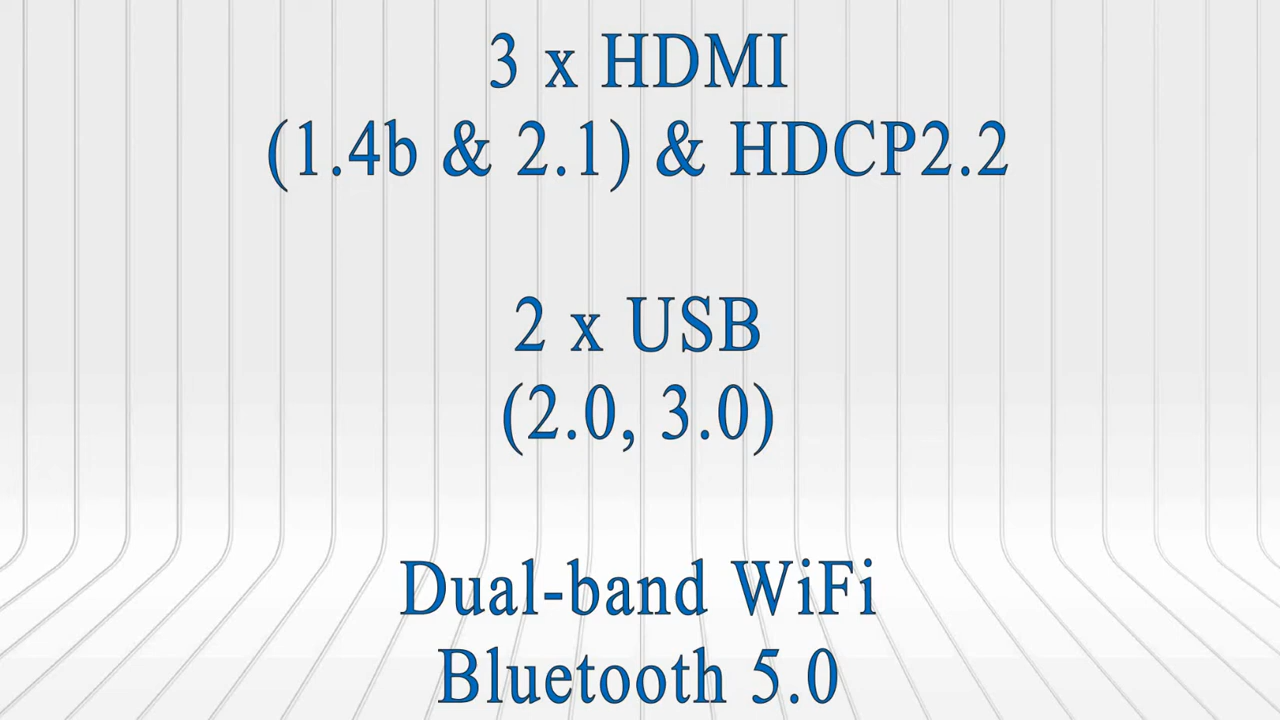 3 x HDMI
(1.4b & 2.1) & HDCP2.2
2 x USB
(2.0, 3.0)
Dual-band WiFi
Bluetooth 5.0